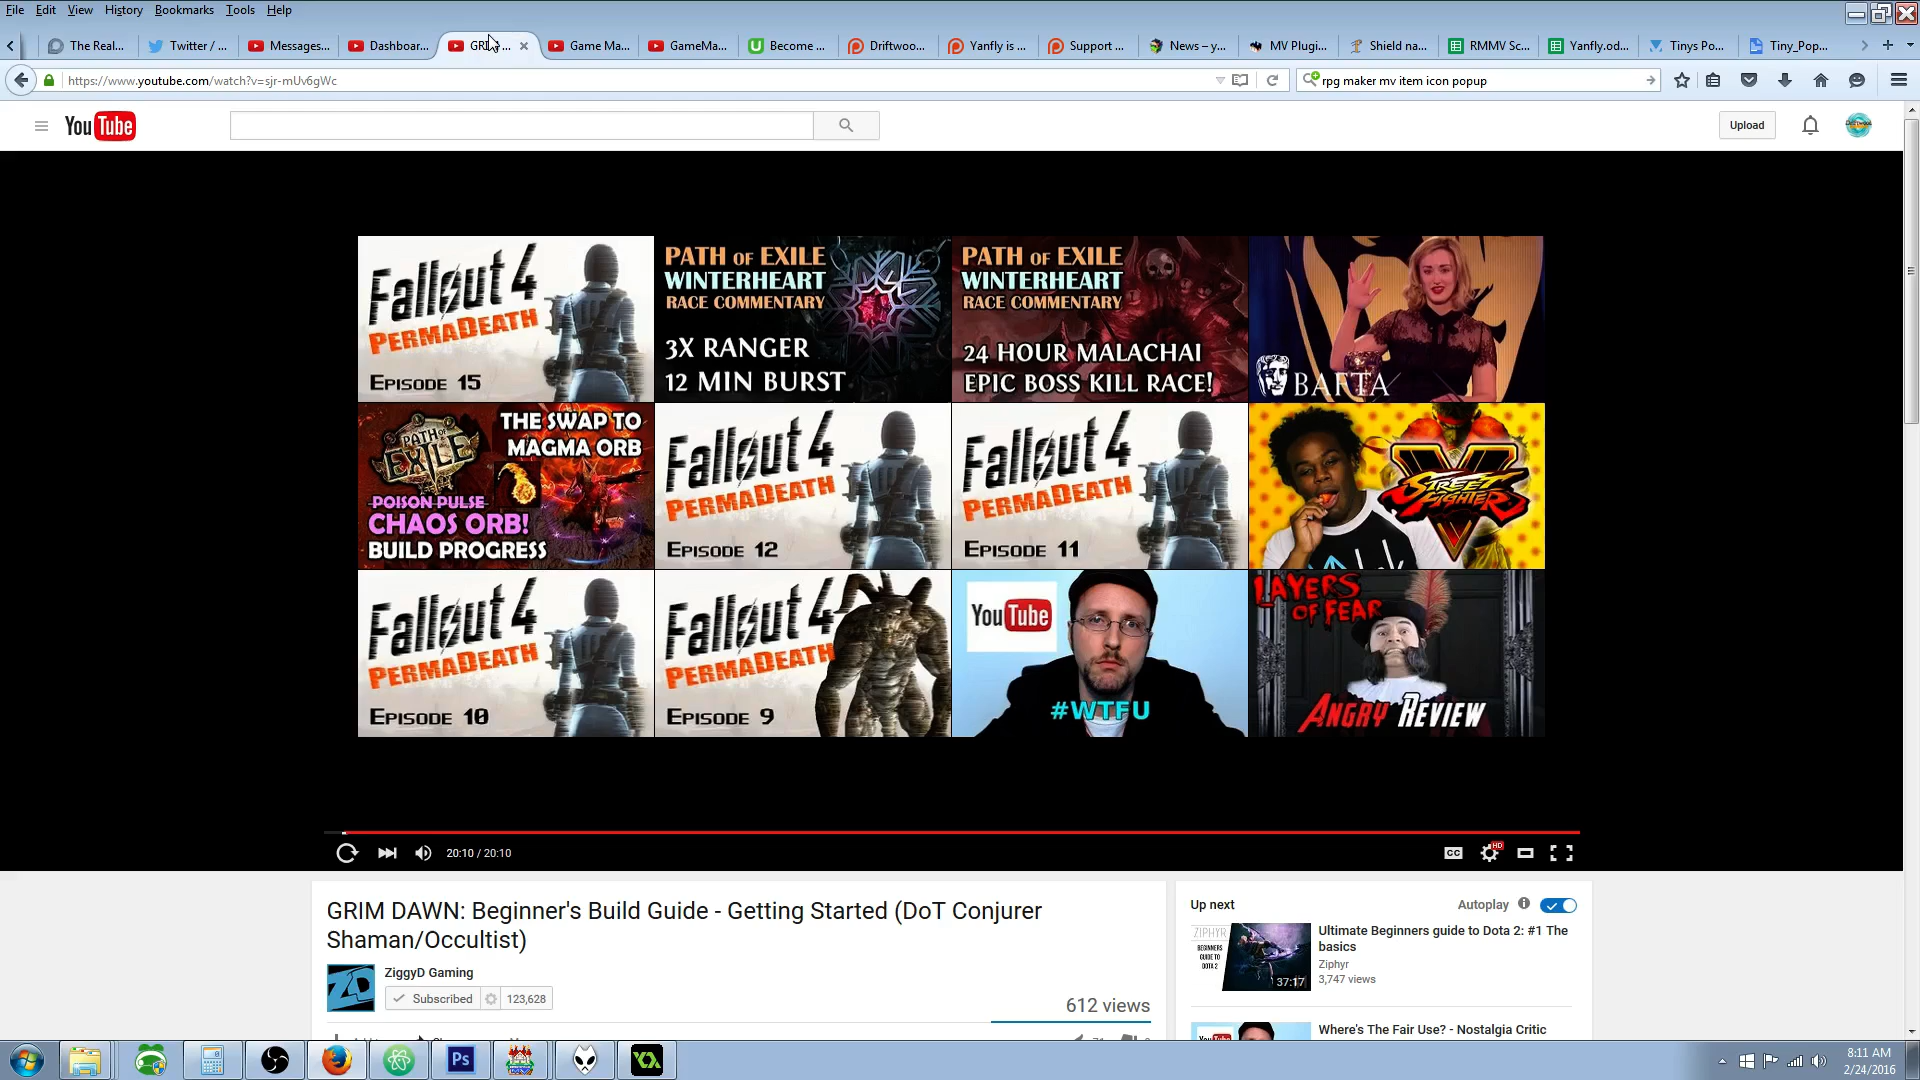 File Edit View History Bookmarks Tools Help
The Real...
Twitter / ...
Messages...
Dashboar...
Game Ma...
GameMa...
Become ...
Driftwoo...
Yanfly is ...
Support ...
News – y...
MV Plugi...
Shield na...
RMMV Sc...
Yanfly.od...
Tinys Po...
Tiny_Pop...
https://www.youtube.com/watch?v=sjr-mUv6gWc
rpg maker mv item icon popup
YouTube
Upload
Fallout 4
PERMADEATH
EPISODE 15
PATH OF EXILE
WINTERHEART
RACE COMMENTARY
3X RANGER
12 MIN BURST
PATH OF EXILE
WINTERHEART
RACE COMMENTARY
24 HOUR MALACHAI
EPIC BOSS KILL RACE!
BAFTA
PATH OF EXILE
THE SWAP TO
MAGMA ORB
POISON PULSE
CHAOS ORB!
BUILD PROGRESS
Fallout 4
PERMADEATH
EPISODE 12
Fallout 4
PERMADEATH
EPISODE 11
STREET FIGHTER
V
Fallout 4
PERMADEATH
EPISODE 10
Fallout 4
PERMADEATH
EPISODE 9
YouTube
#WTFU
LAYERS
OF FEAR
ANGRY REVIEW
20:10 / 20:10
CC
HD
GRIM DAWN: Beginner's Build Guide - Getting Started (DoT Conjurer
Shaman/Occultist)
ZiggyD Gaming
Subscribed 123,628
612 views
Up next
Autoplay
ZIPHYR
BEGINNERS
GUIDE TO
DOTA 2
37:17
Ultimate Beginners guide to Dota 2: #1 The
basics
Ziphyr
3,747 views
Where's The Fair Use? - Nostalgia Critic
Ps
8:11 AM
2/24/2016